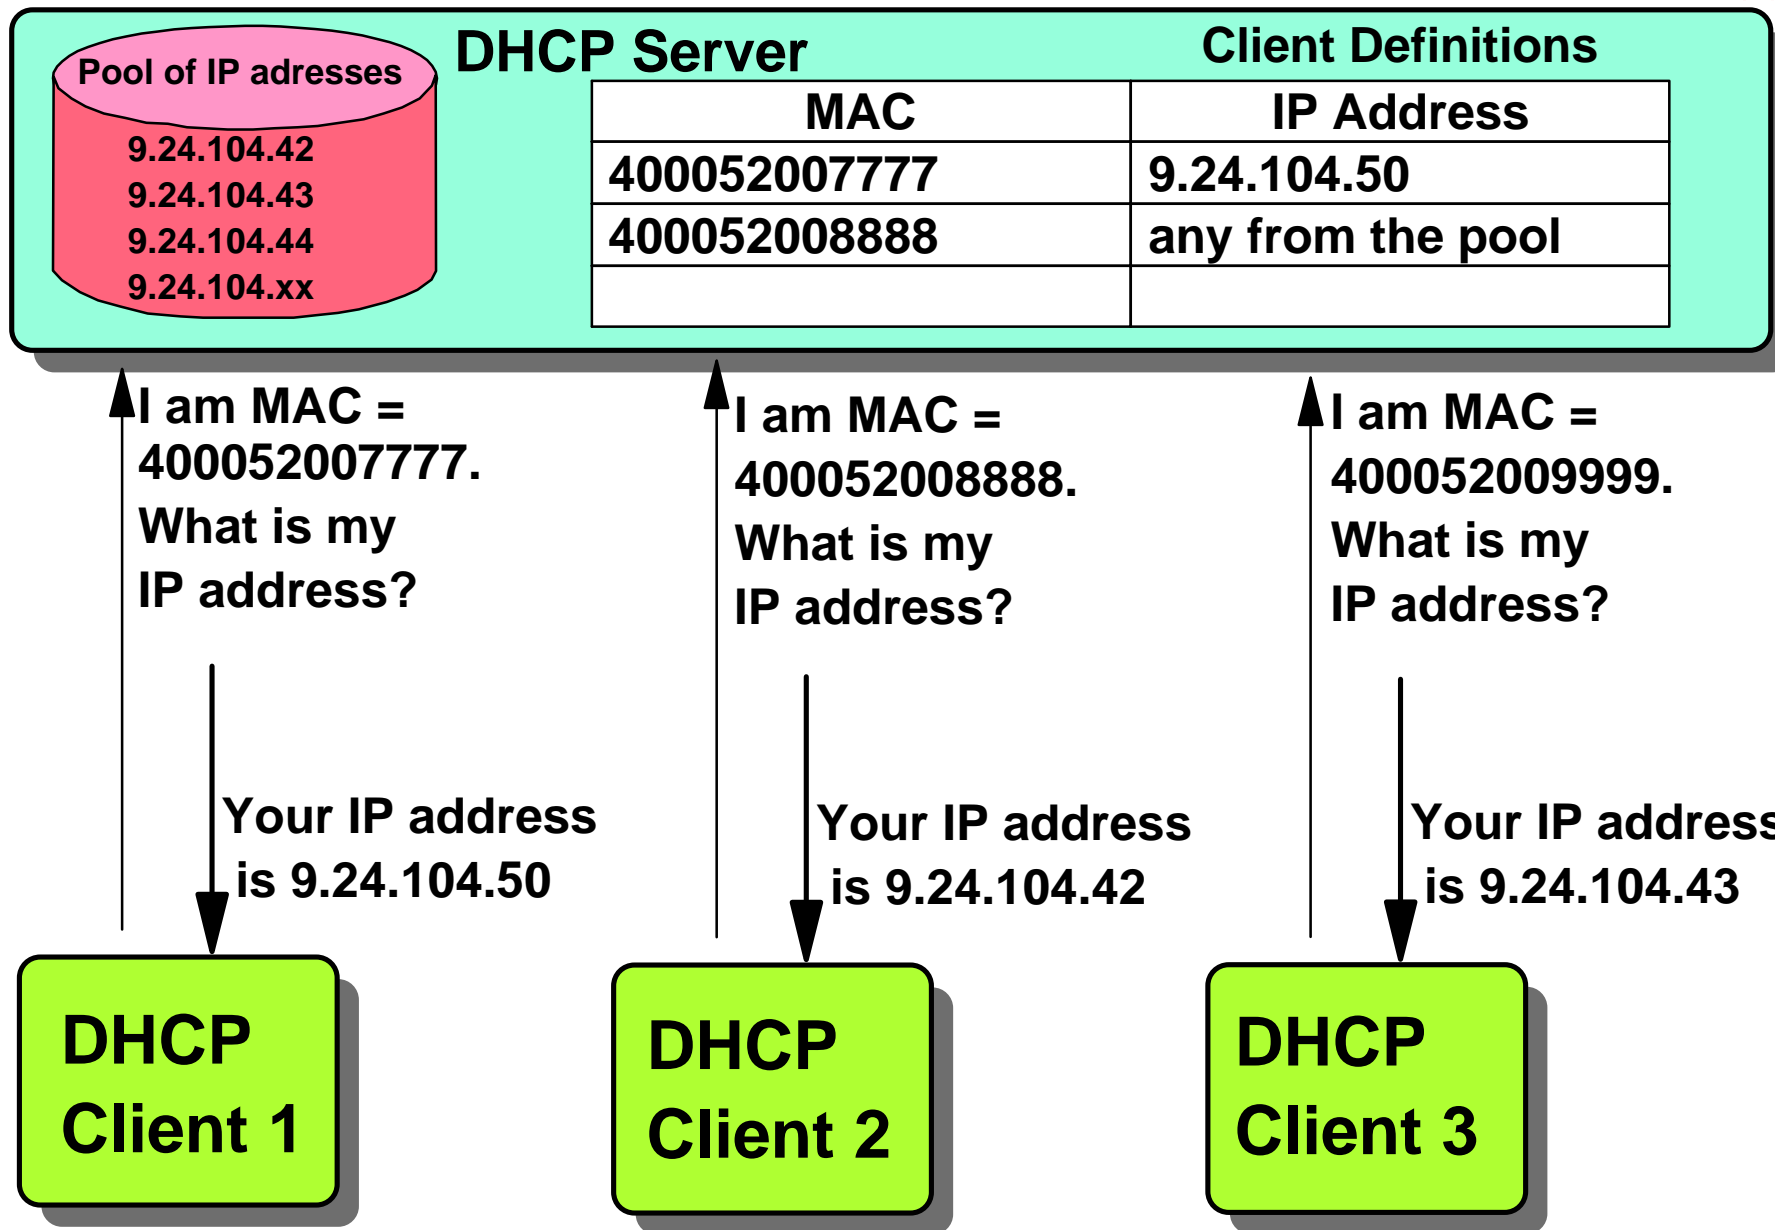 Pool of IP adresses
9.24.104.42
9.24.104.43
9.24.104.44
9.24.104.xx
DHCP Server
Client Definitions
MAC IP Address
400052007777 9.24.104.50
400052008888 any from the pool
I am MAC =
400052007777.
What is my
IP address?
Your IP address
is 9.24.104.50
DHCP
Client 1
I am MAC =
400052008888.
What is my
IP address?
Your IP address
is 9.24.104.42
DHCP
Client 2
I am MAC =
400052009999.
What is my
IP address?
Your IP address
is 9.24.104.43
DHCP
Client 3